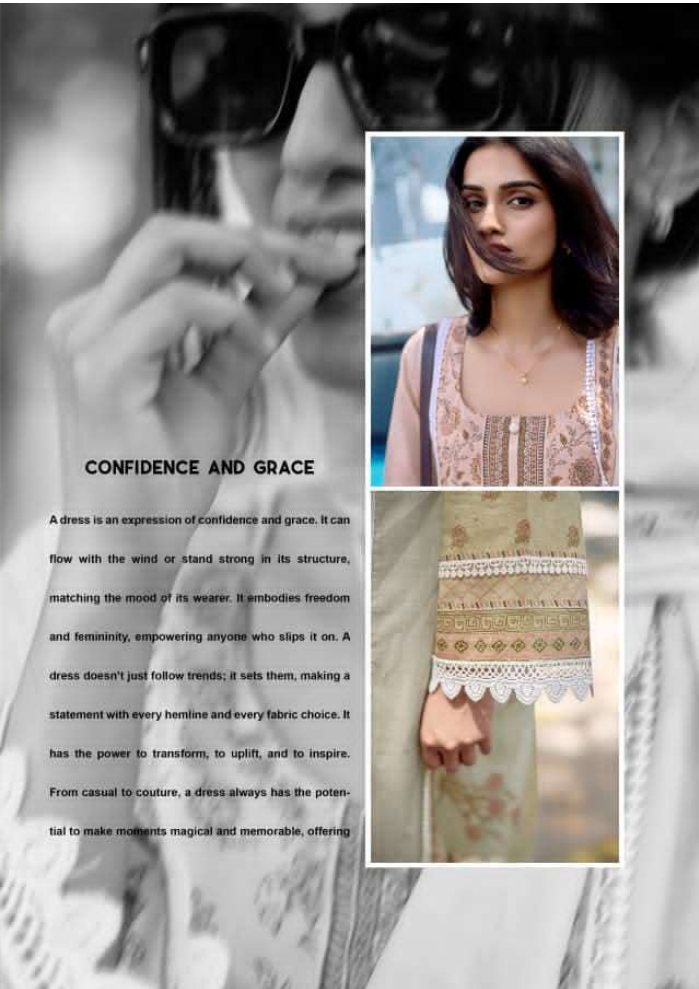 CONFIDENCE AND GRACE
A dress is an expression of confidence and grace. It can
flow with the wind or stand strong in its structure,
matching the mood of its wearer. It embodies freedom
and femininity, empowering anyone who slips it on. A
dress doesn't just follow trends; it sets them, making a
statement with every hemline and every fabric choice. It
has the power to transform, to uplift, and to inspire.
From casual to couture, a dress always has the poten-
tial to make moments magical and memorable, offering